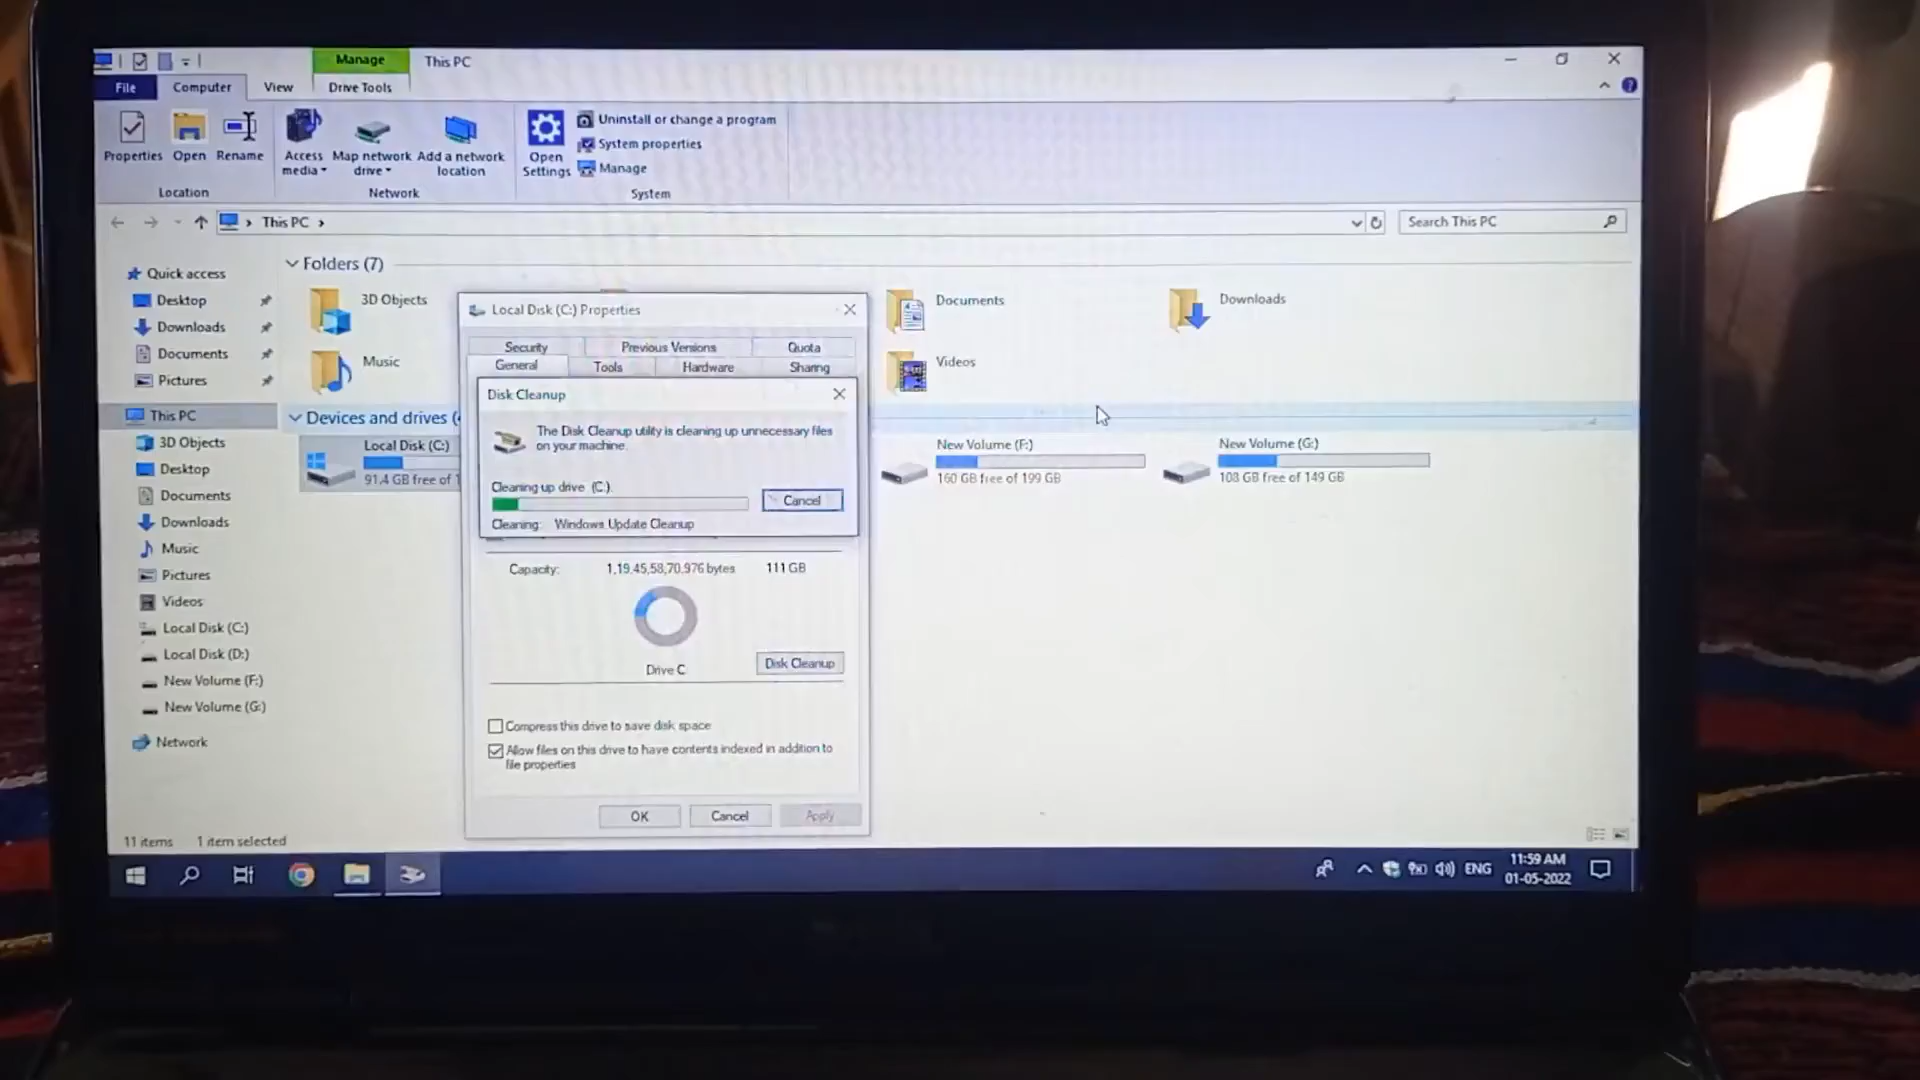 Manage
This PC
File
Computer
View
Drive Tools
Properties
Open
Rename
Access media
Map network drive
Add a network location
Open Settings
Uninstall or change a program
System properties
Manage
Location
Network
System
This PC
Search This PC
Quick access
Desktop
Downloads
Documents
Pictures
This PC
3D Objects
Desktop
Documents
Downloads
Music
Pictures
Videos
Local Disk (C:)
Local Disk (D:)
New Volume (F:)
New Volume (G:)
Network
Folders (7)
3D Objects
Documents
Downloads
Music
Videos
Devices and drives
Local Disk (C:)
91.4 GB free of
New Volume (F:)
160 GB free of 199 GB
New Volume (G:)
108 GB free of 149 GB
Local Disk (C:) Properties
Security
Previous Versions
Quota
General
Tools
Hardware
Sharing
Disk Cleanup
The Disk Cleanup utility is cleaning up unnecessary files
on your machine.
Cleaning up drive (C:).
Cancel
Cleaning: Windows Update Cleanup
Capacity: 1,19,45,58,70,976 bytes 111 GB
Drive C
Disk Cleanup
Compress this drive to save disk space
Allow files on this drive to have contents indexed in addition to
file properties
OK
Cancel
Apply
11 items
1 item selected
ENG
11:59 AM
01-05-2022